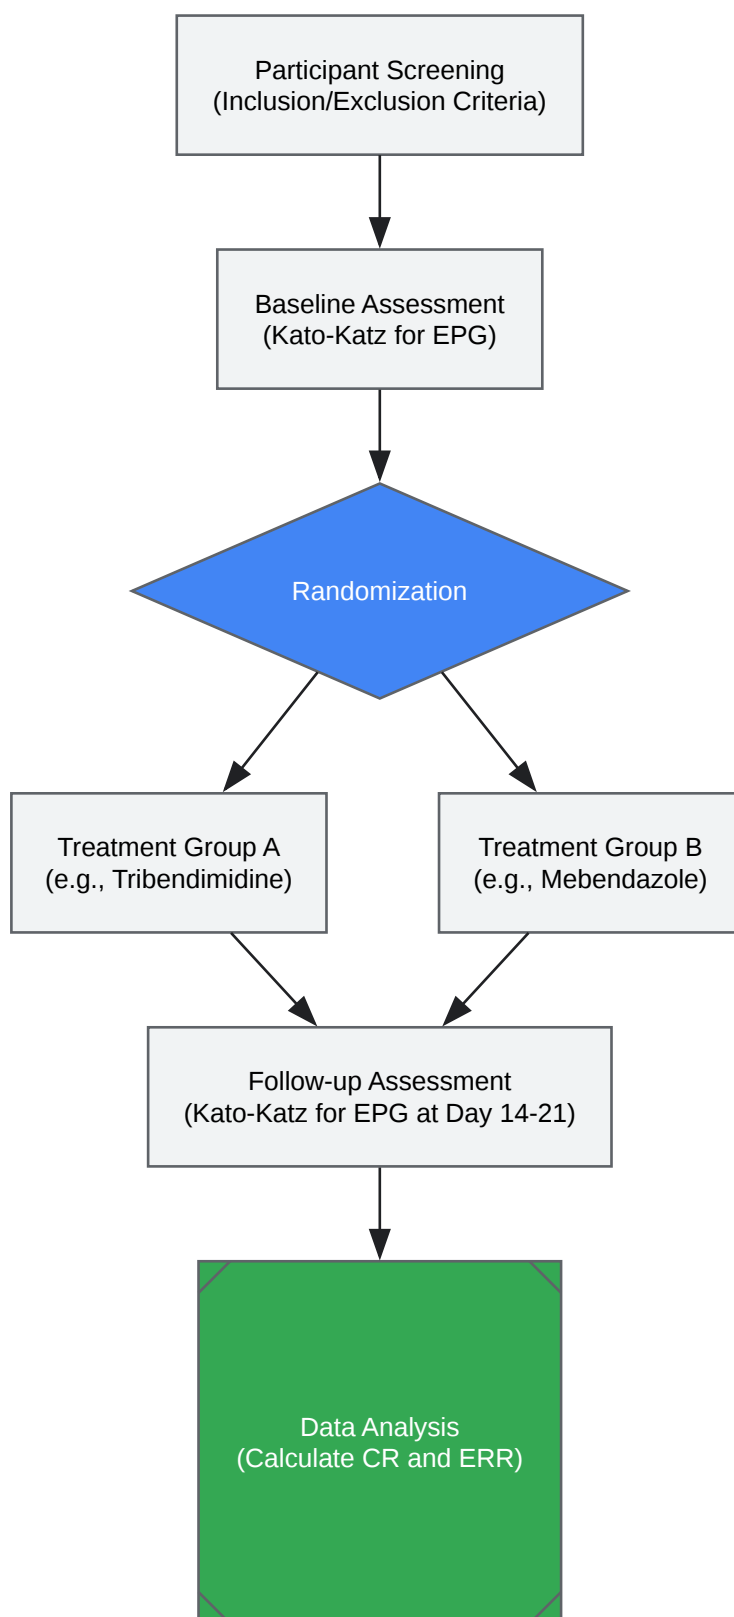 Participant Screening
(Inclusion/Exclusion Criteria)
Baseline Assessment
(Kato-Katz for EPG)
Randomization
Treatment Group A
(e.g., Tribendimidine)
Treatment Group B
(e.g., Mebendazole)
Follow-up Assessment
(Kato-Katz for EPG at Day 14-21)
Data Analysis
(Calculate CR and ERR)